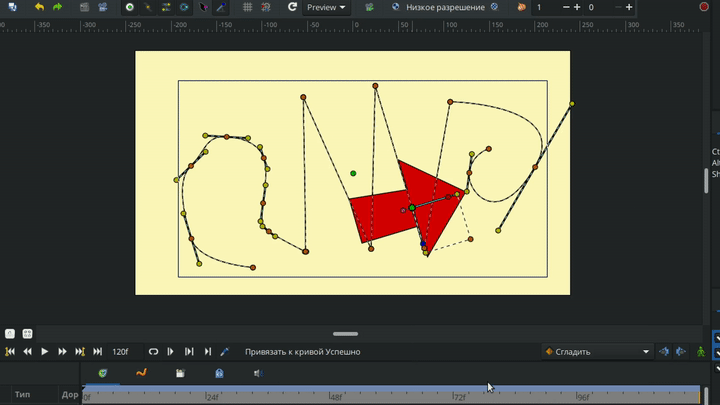 Preview
Низкое разрешение
1
0
-350 -300 -250 -200 -150 -100 -50 0 50 100 150 200 250 300 350
Ct
Al
Sh
120f
Привязать к кривой Успешно
Сгладить
Тип
Дор
0f 24f 48f 72f 96f